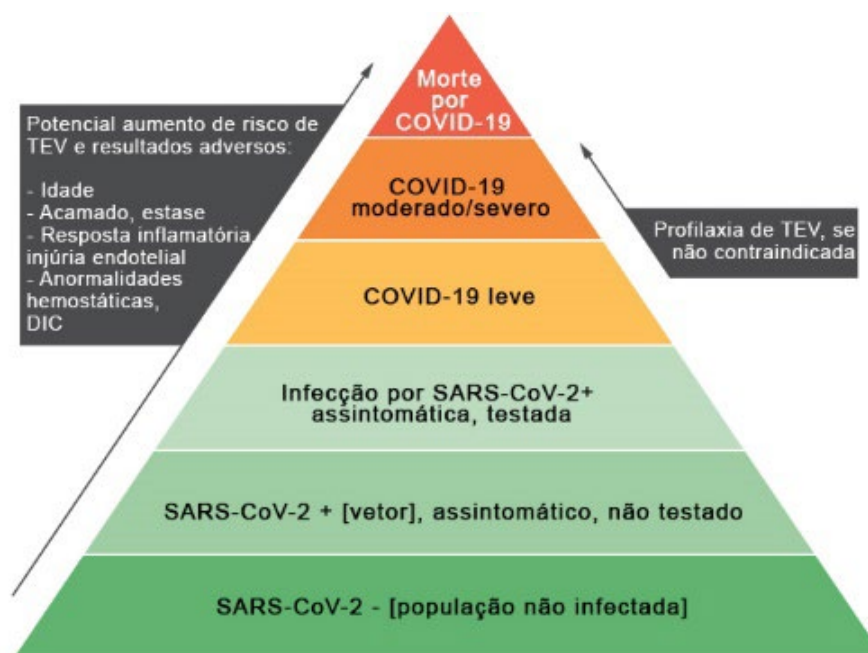 Morte
por
COVID-19
Potencial aumento de risco de
TEV e resultados adversos:
- Idade
- Acamado, estase
- Resposta inflamatória,
injúria endotelial
- Anormalidades
hemostáticas,
DIC
COVID-19
moderado/severo
Profilaxia de TEV, se
não contraindicada
COVID-19 leve
Infecção por SARS-CoV-2+
assintomática, testada
SARS-CoV-2 + [vetor], assintomático, não testado
SARS-CoV-2 - [população não infectada]